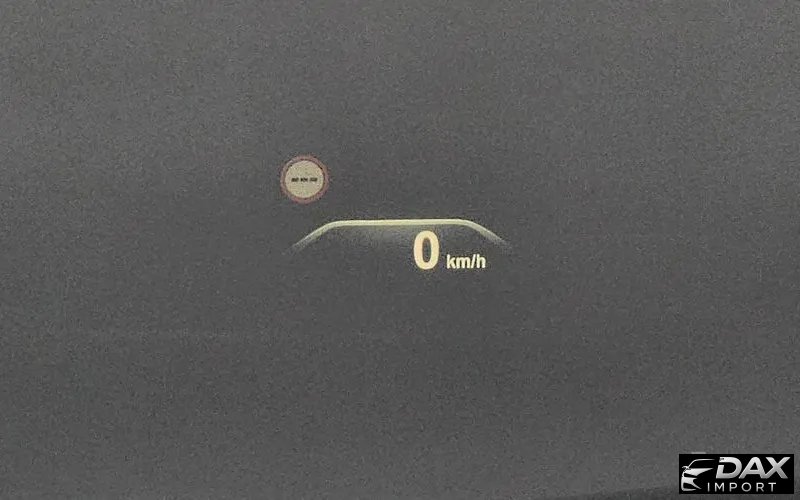 ---
0 km/h
DAX
IMPORT